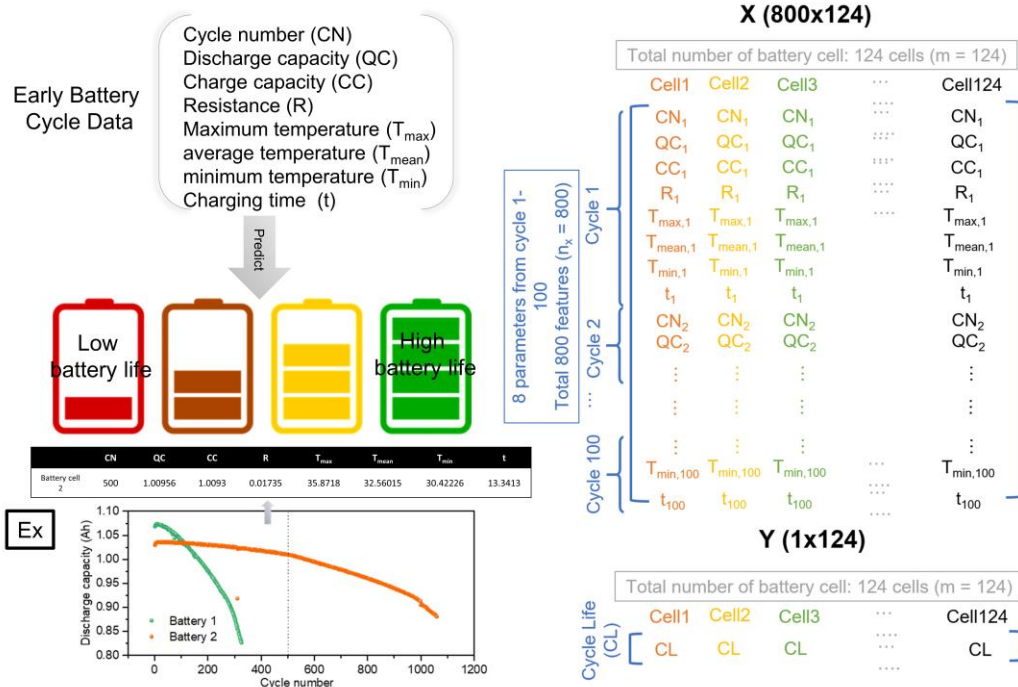 Early Battery
Cycle Data
Cycle number (CN)
Discharge capacity (QC)
Charge capacity (CC)
Resistance (R)
Maximum temperature (Tmax)
average temperature (Tmean)
minimum temperature (Tmin)
Charging time (t)
Predict
Low
battery life
High
battery life
CN QC CC R Tmax Tmean Tmin t
Battery cell
2
500 1.00956 1.0093 0.01735 35.8718 32.56015 30.42226 13.3413
Ex
Discharge capacity (Ah)
1.10
1.05
1.00
0.95
0.90
0.85
0.80
Battery 1
Battery 2
0 200 400 600 800 1000 1200
Cycle number
X (800x124)
Total number of battery cell: 124 cells (m = 124)
Cell1 Cell2 Cell3 .... Cell124
8 parameters from cycle 1-
100
Total 800 features (nx = 800)
Cycle 1
Cycle 2
...
Cycle 100
CN1 CN1 CN1 .... CN1
QC1 QC1 QC1 .... QC1
CC1 CC1 CC1 .... CC1
R1 R1 R1 .... R1
Tmax,1 Tmax,1 Tmax,1 Tmax,1
Tmean,1 Tmean,1 Tmean,1 Tmean,1
Tmin,1 Tmin,1 Tmin,1 Tmin,1
t1 t1 t1 t1
CN2 CN2 CN2 CN2
QC2 QC2 QC2 QC2
⋮ ⋮ ⋮ ⋮
⋮ ⋮ ⋮ ⋮
⋮ ⋮ ⋮ ⋮
Tmin,100 Tmin,100 Tmin,100 .... Tmin,100
t100 t100 t100 .... t100
Y (1x124)
Total number of battery cell: 124 cells (m = 124)
Cell1 Cell2 Cell3 .... Cell124
Cycle Life
(CL)
CL CL CL .... CL